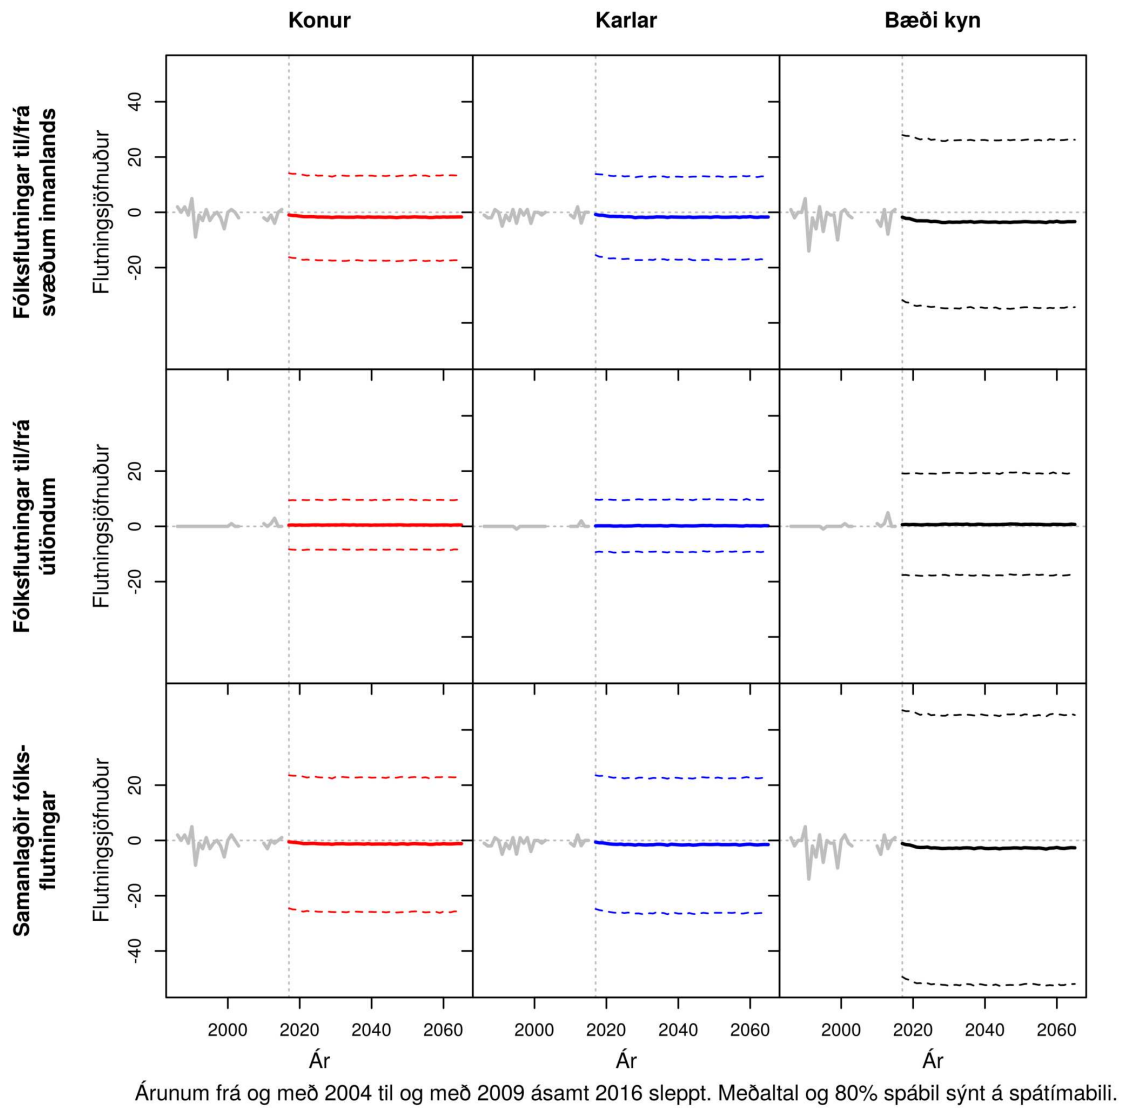 Konur
Karlar
Bæði kyn
Fólksflutningar til/frá
svæðum innanlands
Flutningsjöfnuður
40
20
0
-20
Fólksflutningar til/frá
útlöndum
Flutningsjöfnuður
20
0
-20
Samanlagðir fólks-
flutningar
Flutningsjöfnuður
20
0
-20
-40
2000 2020 2040 2060
2000 2020 2040 2060
2000 2020 2040 2060
Ár
Ár
Ár
Árunum frá og með 2004 til og með 2009 ásamt 2016 sleppt. Meðaltal og 80% spábil sýnt á spátímabili.